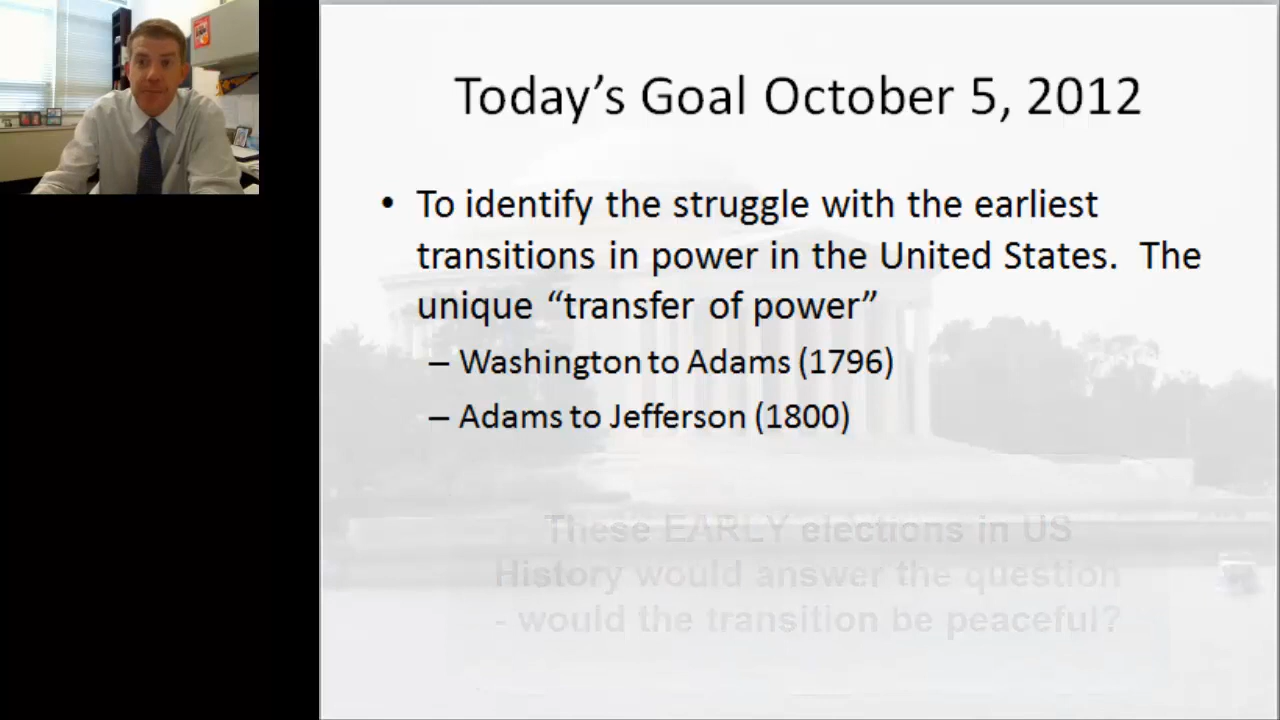 Today’s Goal October 5, 2012
• To identify the struggle with the earliest
transitions in power in the United States.  The
unique “transfer of power”
– Washington to Adams (1796)
– Adams to Jefferson (1800)
These EARLY elections in US
History would answer the question
- would the transition be peaceful?